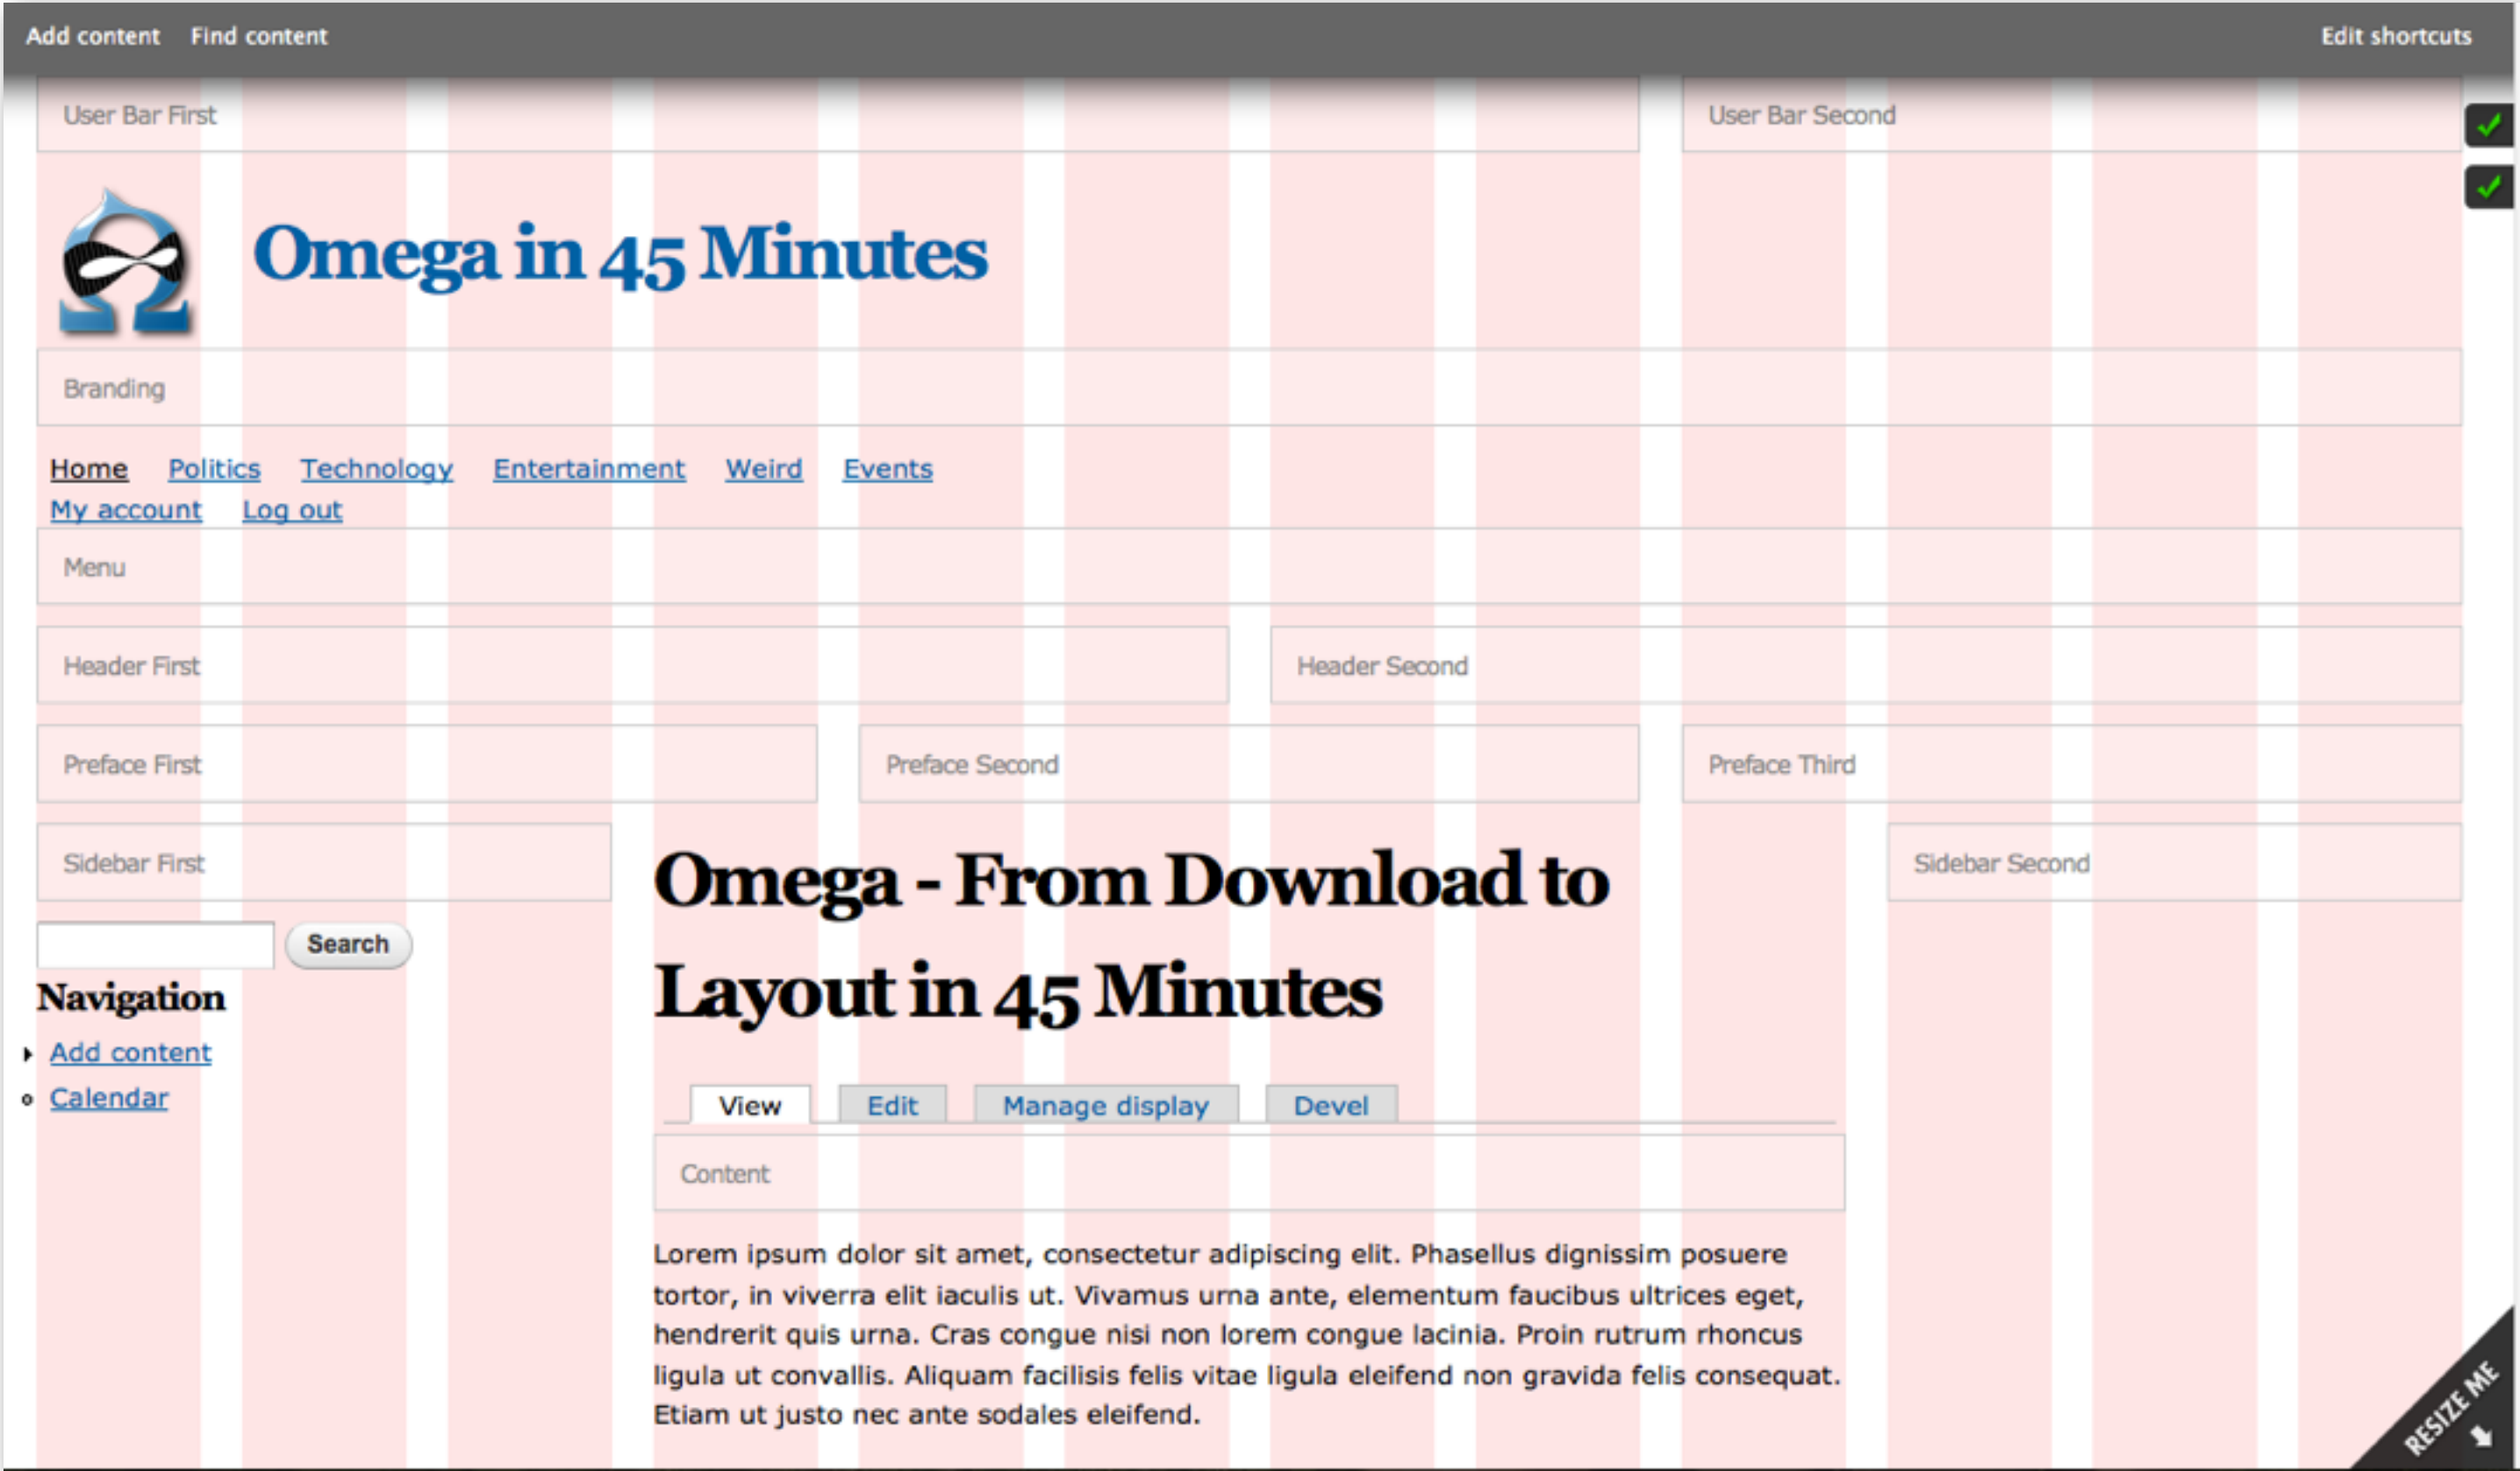 Add content Find content Edit shortcuts
User Bar First User Bar Second
Omega in 45 Minutes
Branding
Home Politics Technology Entertainment Weird Events
My account Log out
Menu
Header First Header Second
Preface First Preface Second Preface Third
Sidebar First
Search
Navigation
Add content
Calendar
Omega - From Download to
Layout in 45 Minutes
View Edit Manage display Devel
Content
Lorem ipsum dolor sit amet, consectetur adipiscing elit. Phasellus dignissim posuere
tortor, in viverra elit iaculis ut. Vivamus urna ante, elementum faucibus ultrices eget,
hendrerit quis urna. Cras congue nisi non lorem congue lacinia. Proin rutrum rhoncus
ligula ut convallis. Aliquam facilisis felis vitae ligula eleifend non gravida felis consequat.
Etiam ut justo nec ante sodales eleifend.
Sidebar Second
RESIZE ME